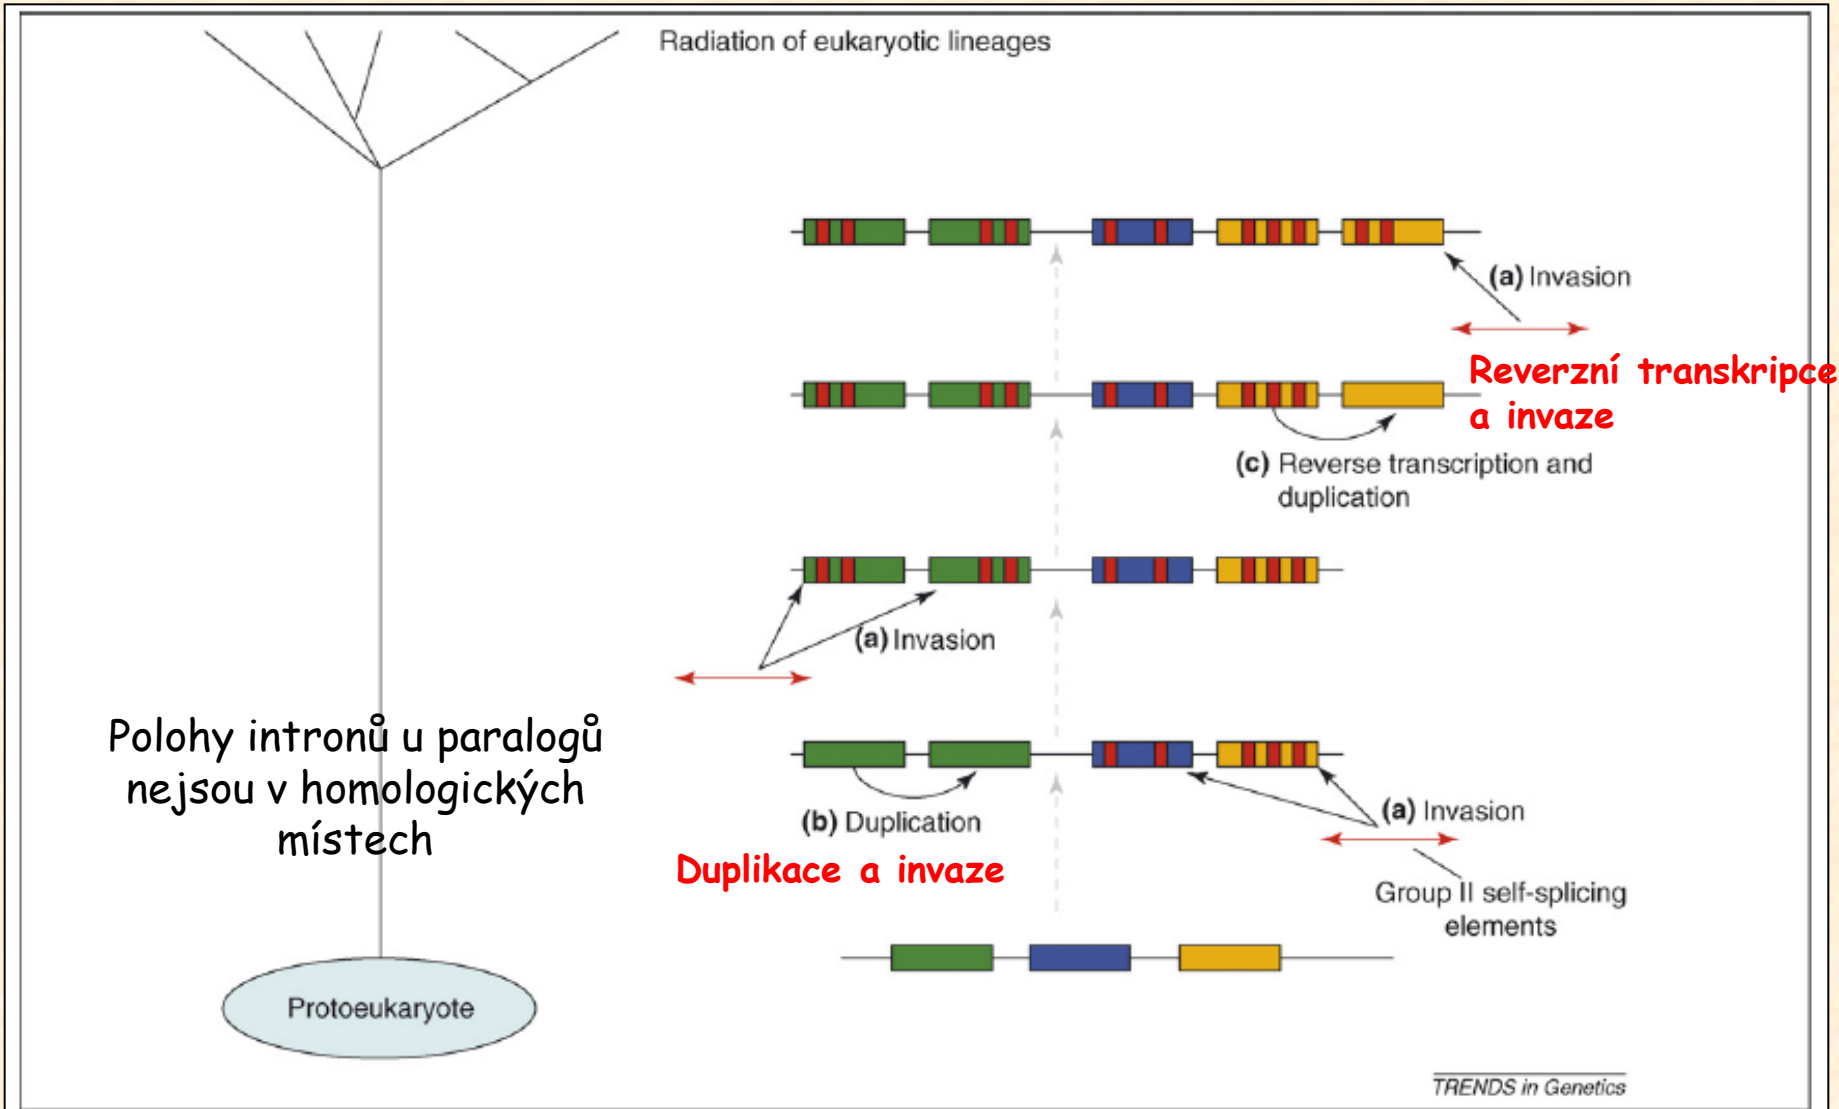 Radiation of eukaryotic lineages
(a) Invasion
Reverzní transkripce
a invaze
(c) Reverse transcription and
duplication
(a) Invasion
Polohy intronů u paralogů
nejsou v homologických
místech
(b) Duplication
Duplikace a invaze
(a) Invasion
Group II self-splicing
elements
Protoeukaryote
TRENDS in Genetics